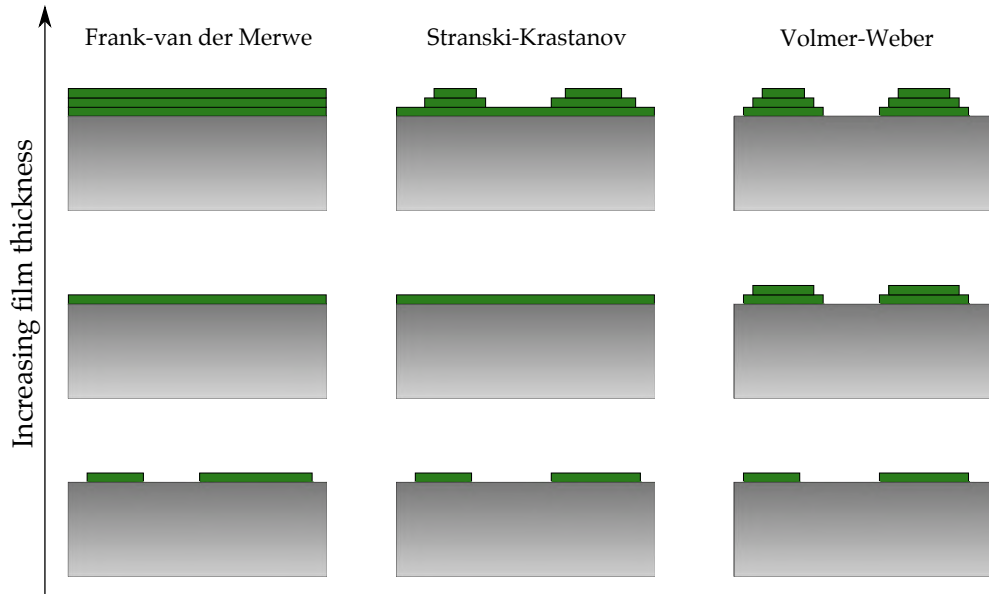 Frank-van der Merwe
Stranski-Krastanov
Volmer-Weber
Increasing film thickness